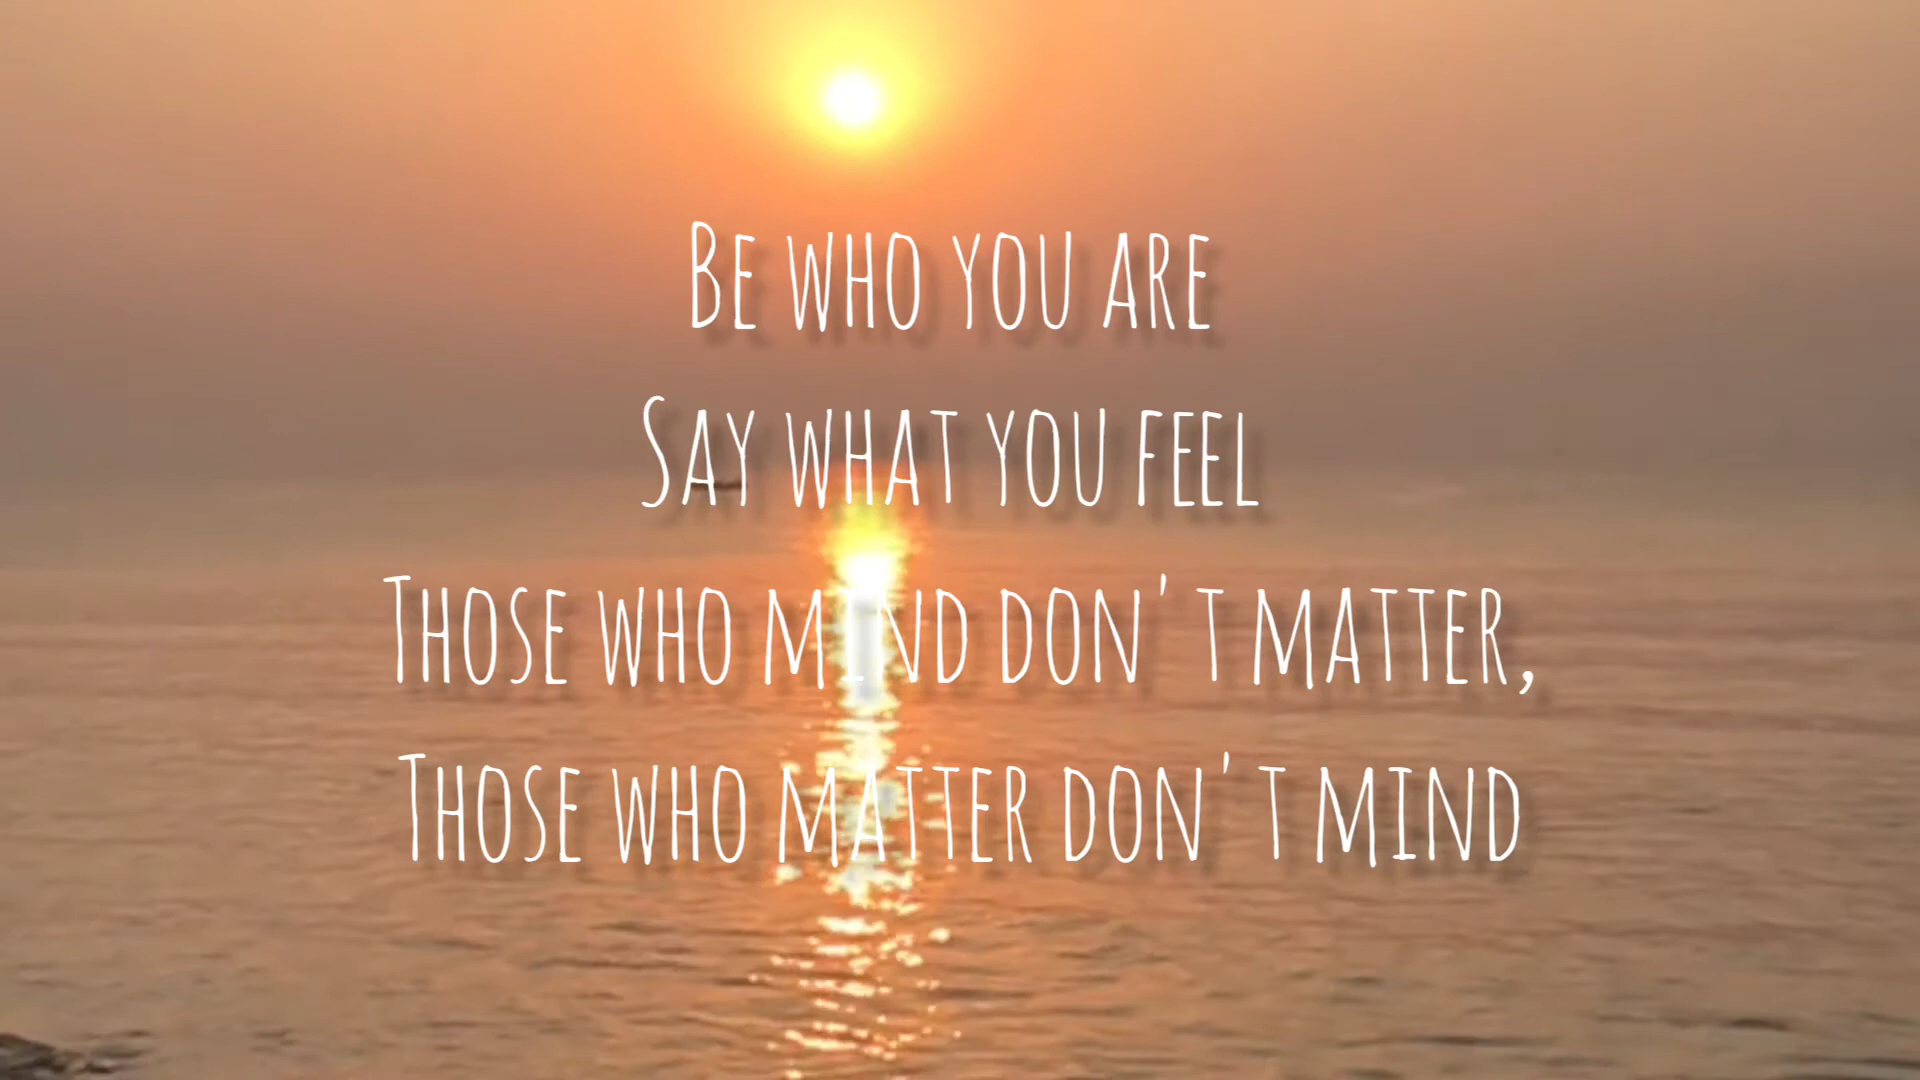 Be who you are
Say what you feel
Those who mind don't matter,
Those who matter don't mind